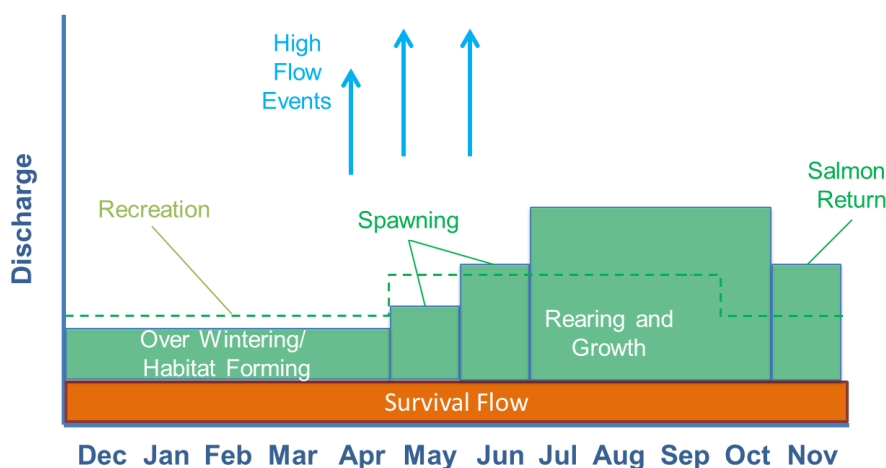 High
Flow
Events
Salmon
Return
Recreation
Spawning
Discharge
Over Wintering/
Habitat Forming
Rearing and
Growth
Survival Flow
Dec Jan Feb Mar Apr May Jun Jul Aug Sep Oct Nov